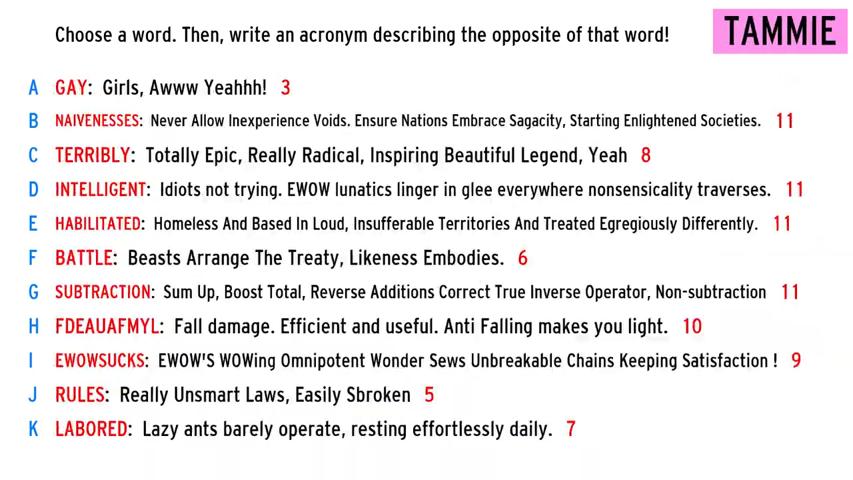 Choose a word. Then, write an acronym describing the opposite of that word!
TAMMIE
A GAY: Girls, Awww Yeahhh! 3
B NAIVENESSES: Never Allow Inexperience Voids. Ensure Nations Embrace Sagacity, Starting Enlightened Societies. 11
C TERRIBLY: Totally Epic, Really Radical, Inspiring Beautiful Legend, Yeah 8
D INTELLIGENT: Idiots not trying. EWOW lunatics linger in glee everywhere nonsensicality traverses. 11
E HABILITATED: Homeless And Based In Loud, Insufferable Territories And Treated Egregiously Differently. 11
F BATTLE: Beasts Arrange The Treaty, Likeness Embodies. 6
G SUBTRACTION: Sum Up, Boost Total, Reverse Additions Correct True Inverse Operator, Non-subtraction 11
H FDEAUAFMYL: Fall damage. Efficient and useful. Anti Falling makes you light. 10
I EWOWSUCKS: EWOW'S WOWing Omnipotent Wonder Sews Unbreakable Chains Keeping Satisfaction ! 9
J RULES: Really Unsmart Laws, Easily Sbroken 5
K LABORED: Lazy ants barely operate, resting effortlessly daily. 7